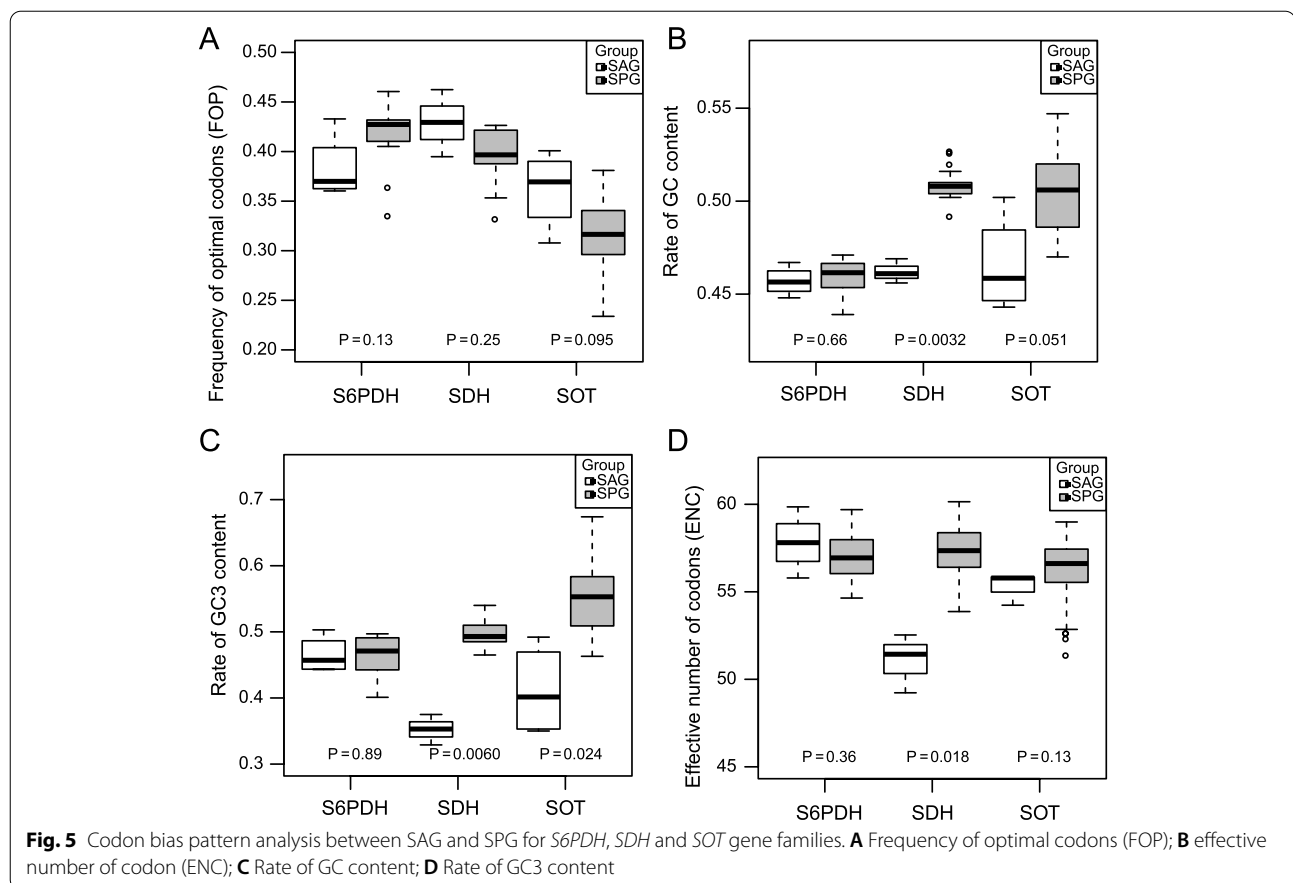 A
Frequency of optimal codons (FOP)
0.50
0.45
0.40
0.35
0.30
0.25
0.20
Group
SAG
SPG
P = 0.13
P = 0.25
P = 0.095
S6PDH
SDH
SOT
B
Rate of GC content
0.55
0.50
0.45
Group
SAG
SPG
P = 0.66
P = 0.0032
P = 0.051
S6PDH
SDH
SOT
C
Rate of GC3 content
0.7
0.6
0.5
0.4
0.3
Group
SAG
SPG
P = 0.89
P = 0.0060
P = 0.024
S6PDH
SDH
SOT
D
Effective number of codons (ENC)
60
55
50
45
Group
SAG
SPG
P = 0.36
P = 0.018
P = 0.13
S6PDH
SDH
SOT
Fig. 5 Codon bias pattern analysis between SAG and SPG for S6PDH, SDH and SOT gene families. A Frequency of optimal codons (FOP); B effective
number of codon (ENC); C Rate of GC content; D Rate of GC3 content